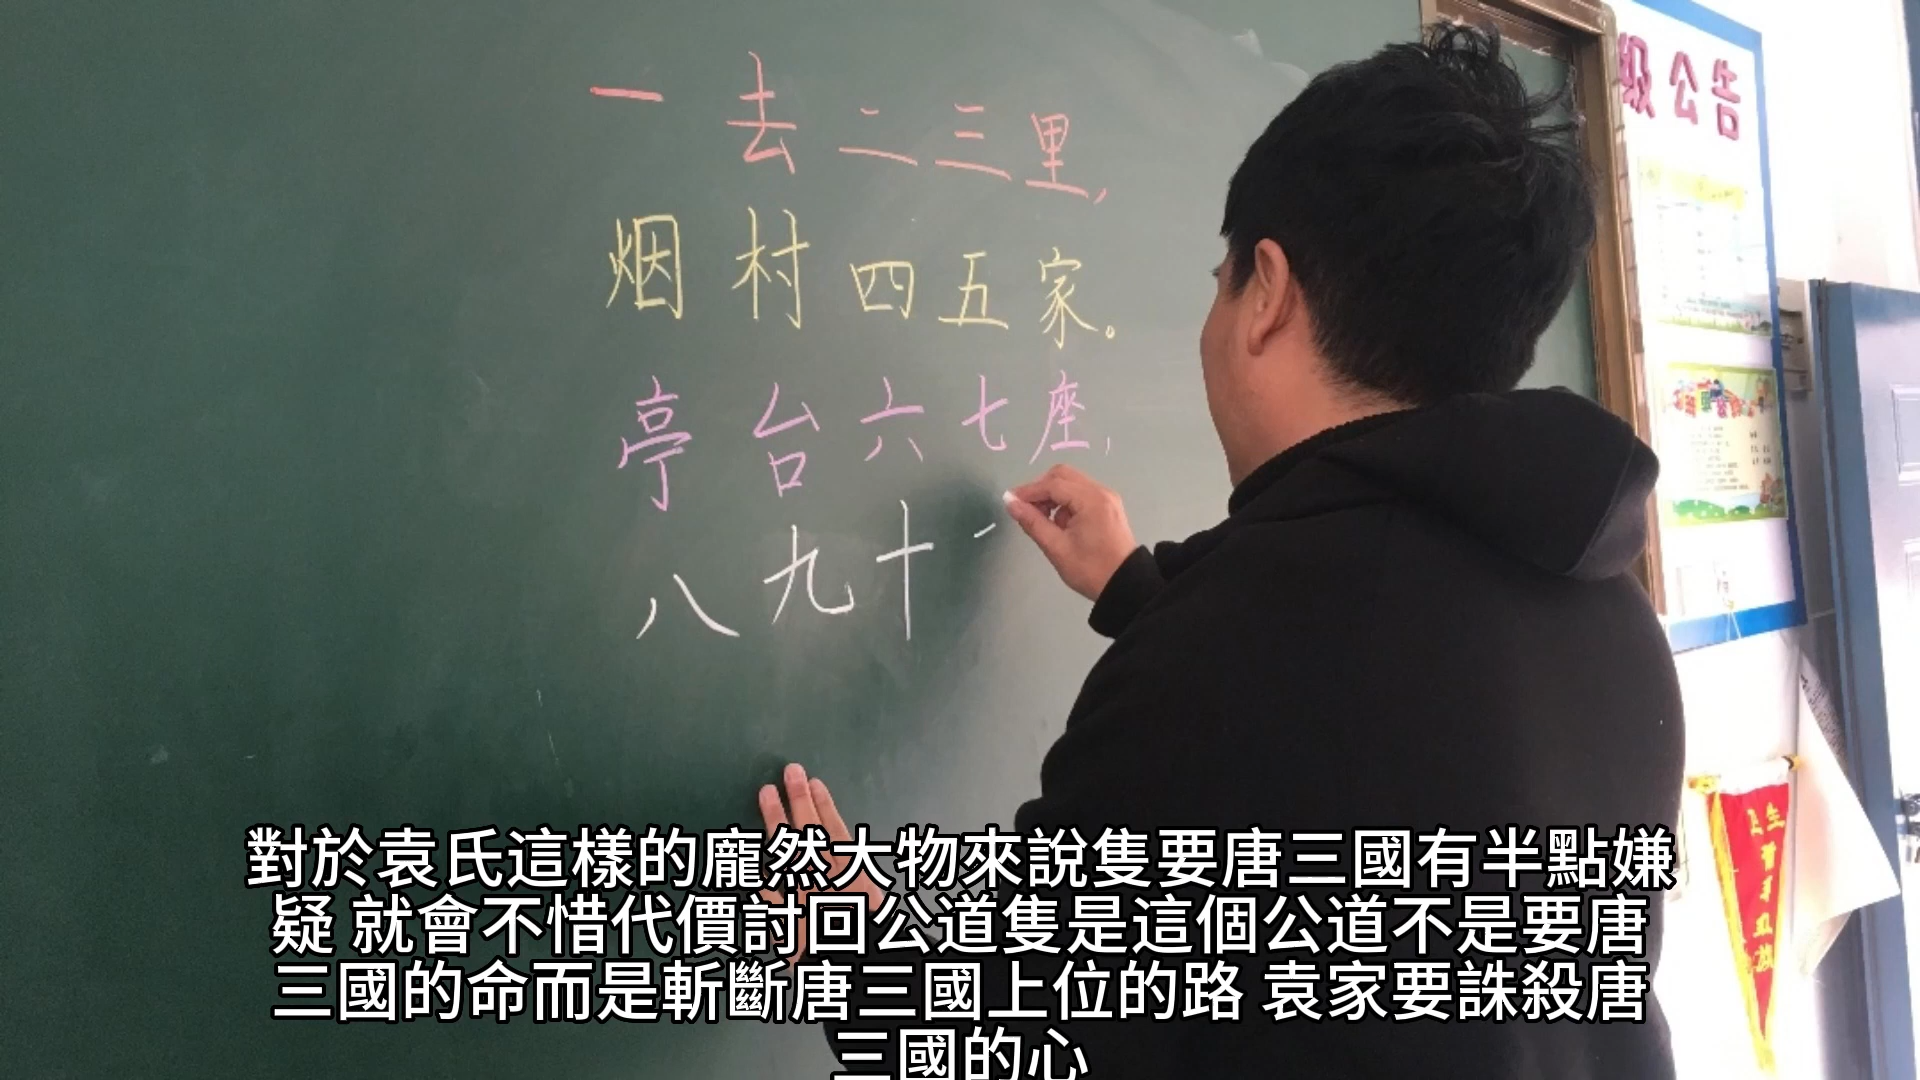 一去二三里,
烟村四五家。
亭台六七座,
八九十
级公告
對於袁氏這樣的龐然大物來說隻要唐三國有半點嫌
疑 就會不惜代價討回公道隻是這個公道不是要唐
三國的命而是斬斷唐三國上位的路 袁家要誅殺唐
三國的心